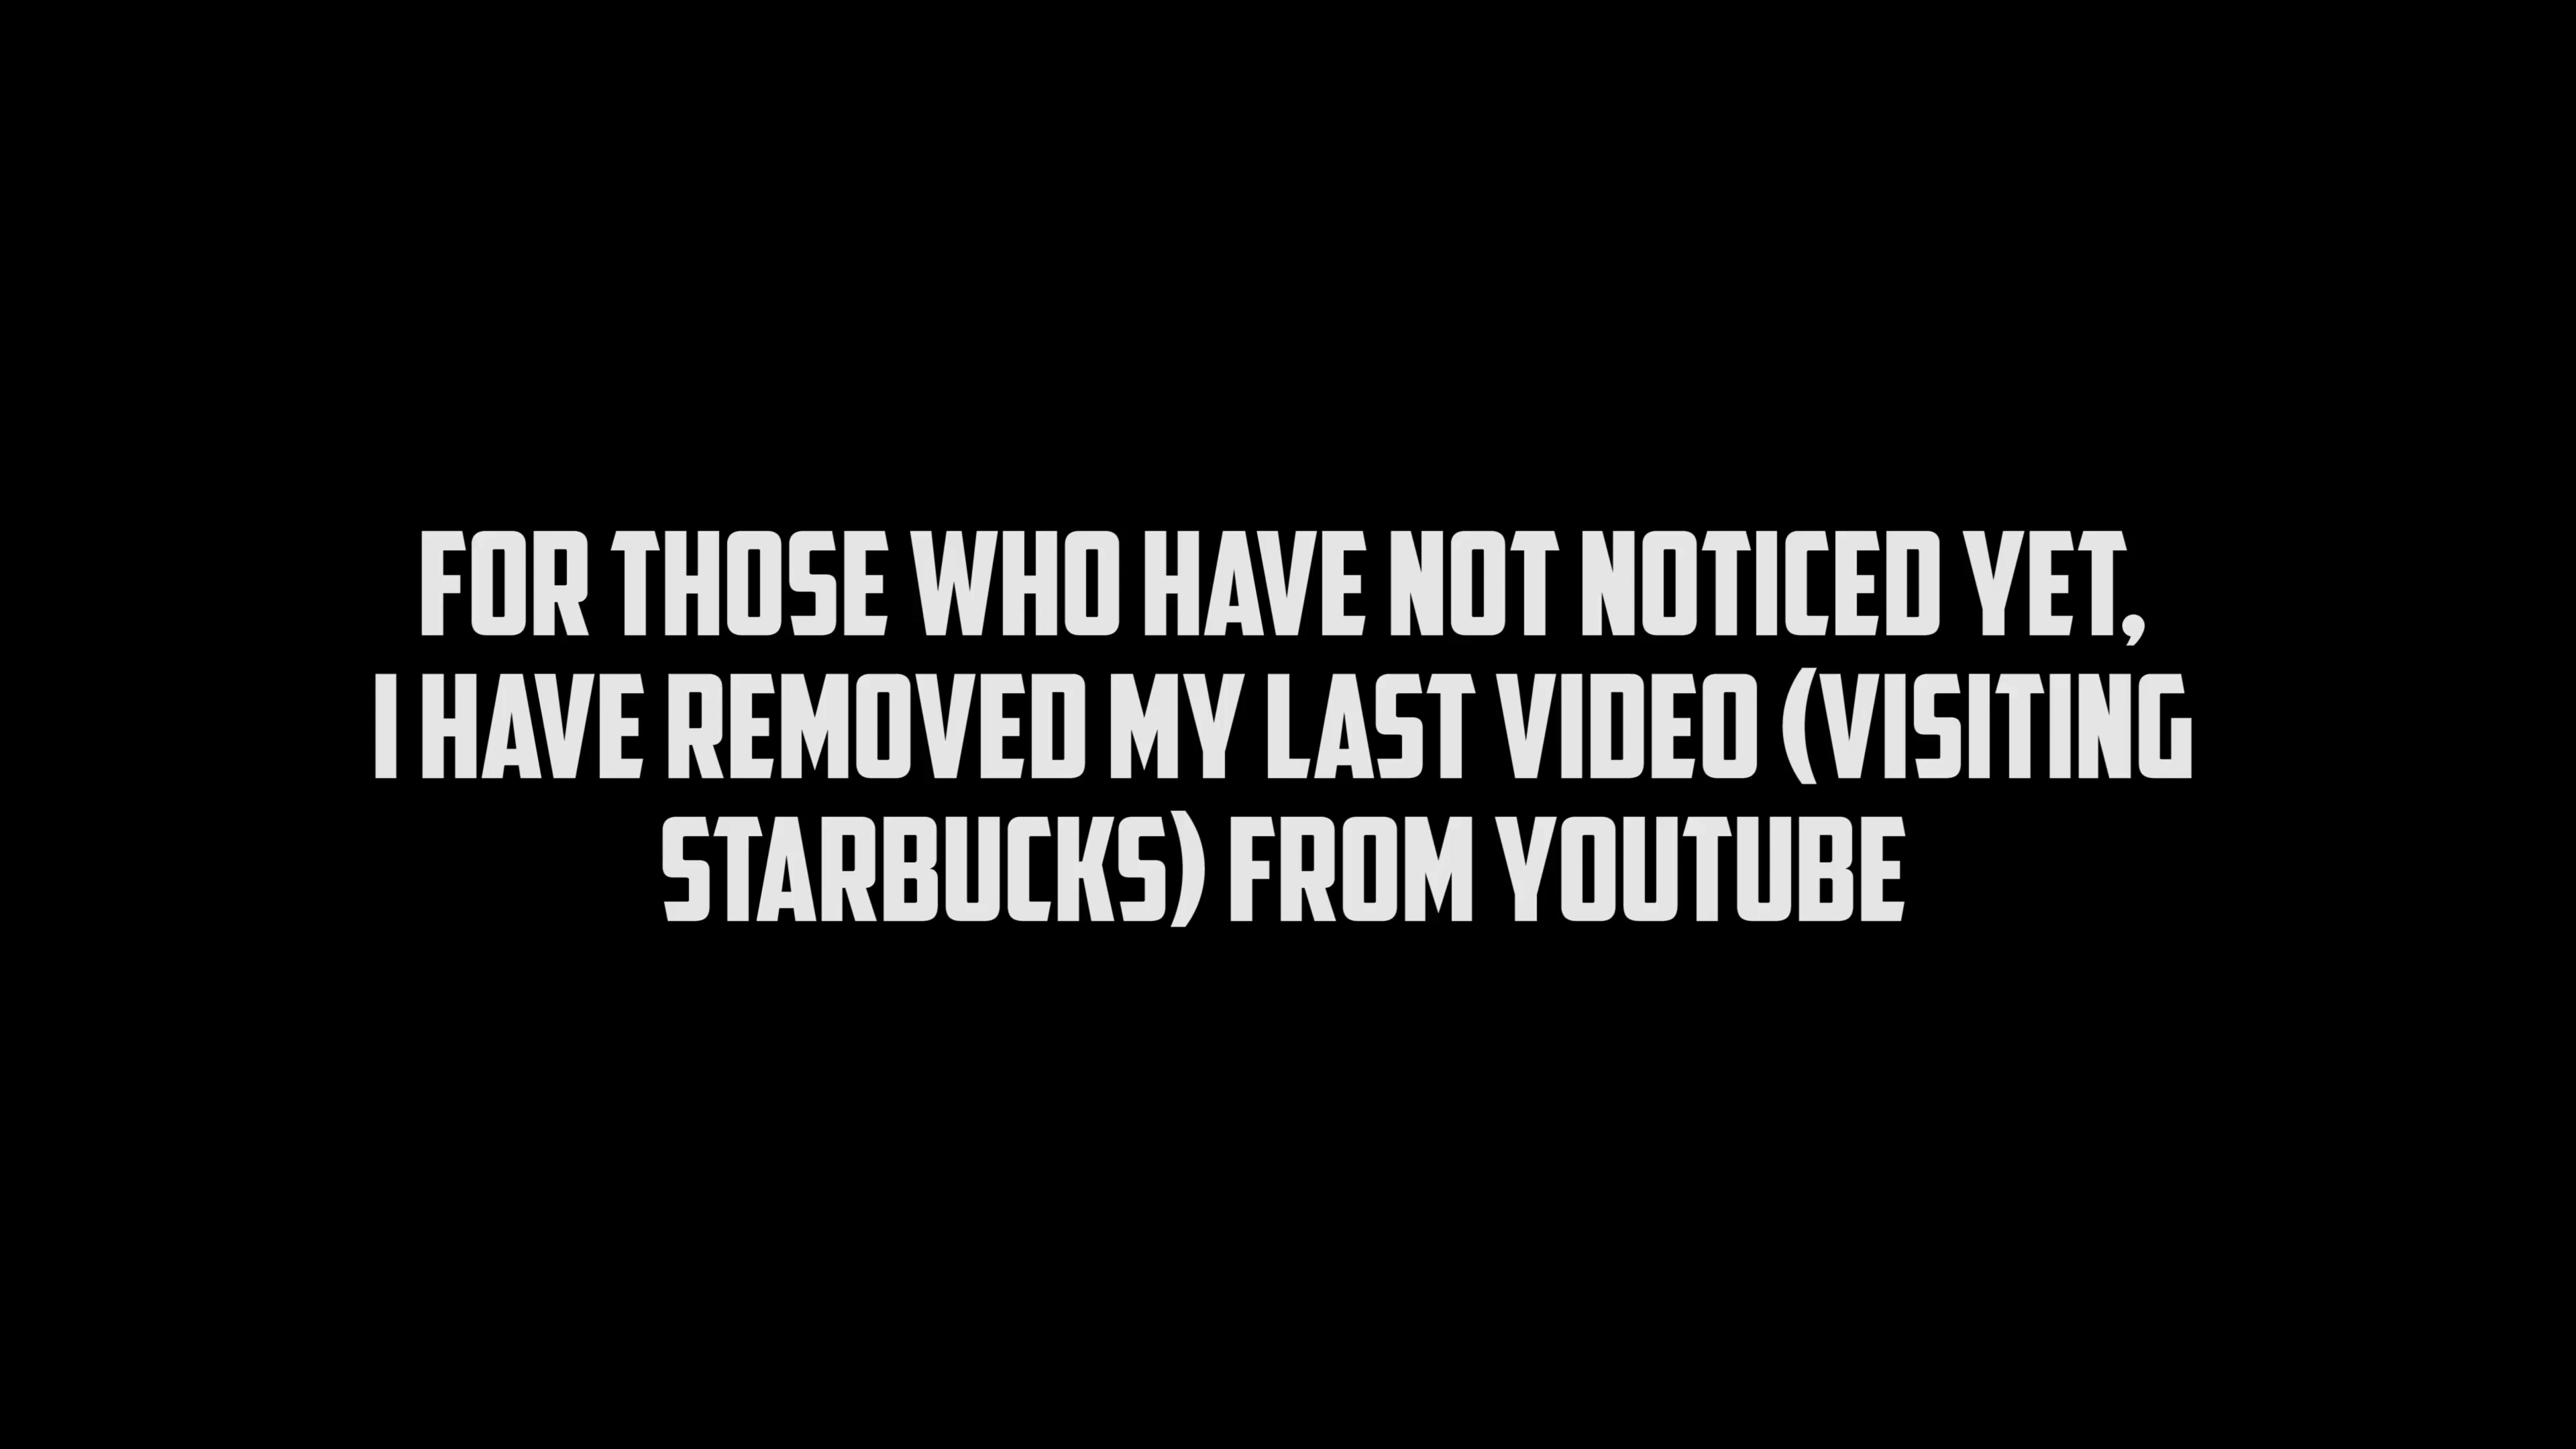 FOR THOSE WHO HAVE NOT NOTICED YET,
I HAVE REMOVED MY LAST VIDEO (VISITING
STARBUCKS) FROM YOUTUBE